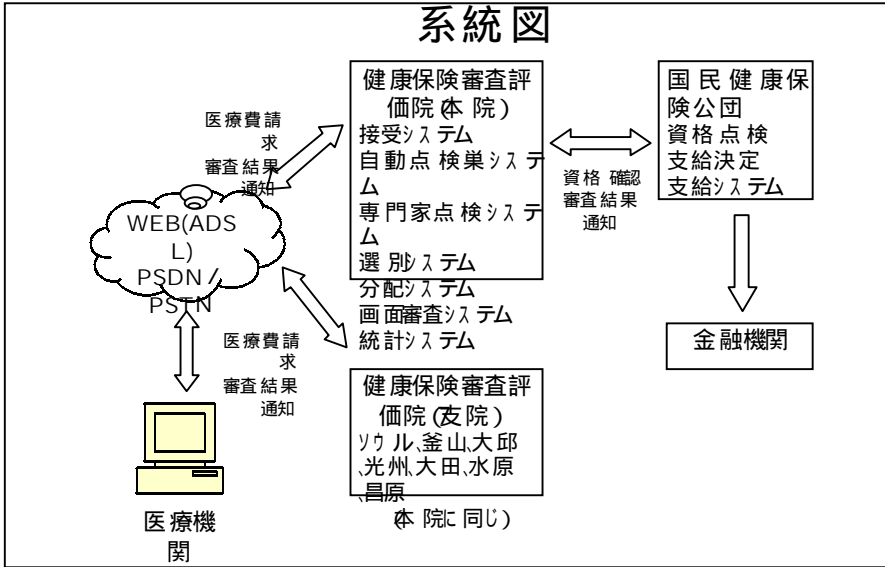 系統図
健康保険審査評
価院(本院)
接受システム
自動点検巣システ
ム
専門家点検システ
ム
選別システム
分配システム
画面審査システム
統計システム
国民健康保
険公団
資格点検
支給決定
支給システム
医療費請
求
審査結果
通知
資格確認
審査結果
通知
WEB(ADS
L)
PSDN/
PSTN
医療費請
求
審査結果
通知
金融機関
健康保険審査評
価院(支院)
ソウル、釜山、大邱
、光州、大田、水原
、昌原
(本院に同じ)
医療機
関